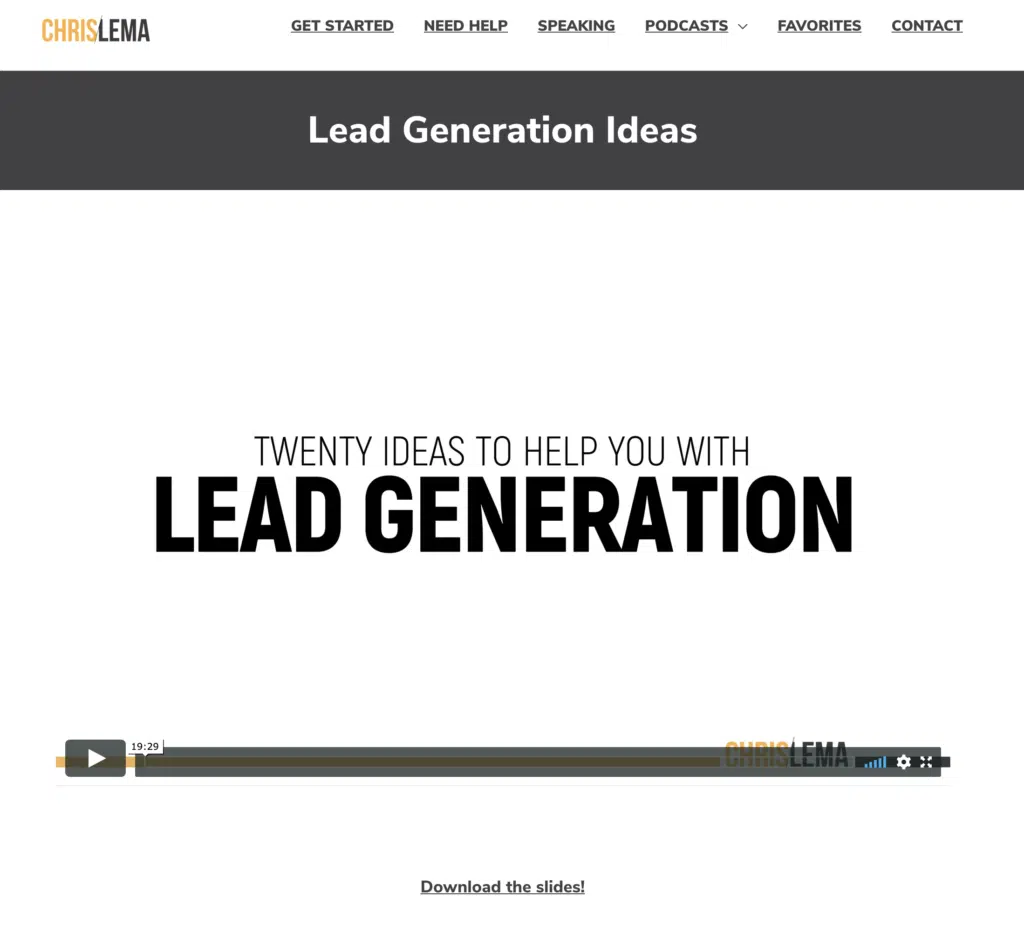 CHRISLEMA
GET STARTED NEED HELP SPEAKING PODCASTS FAVORITES CONTACT
Lead Generation Ideas
TWENTY IDEAS TO HELP YOU WITH
LEAD GENERATION
19:29
CHRISLEMA
Download the slides!